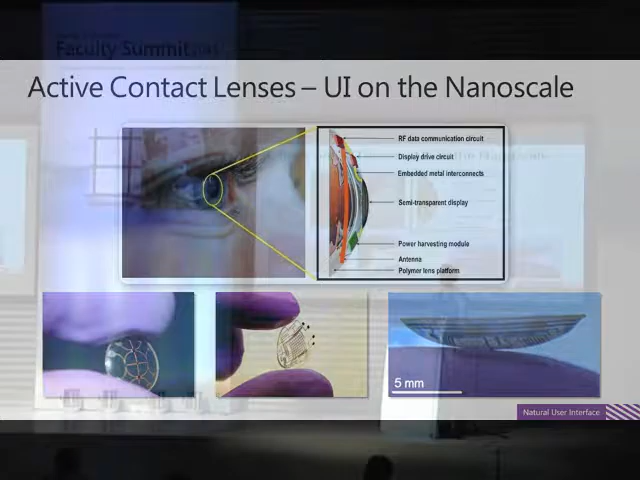 Faculty Summit
Active Contact Lenses – UI on the Nanoscale
RF data communication circuit
Display drive circuit
Embedded metal interconnects
Semi-transparent display
Power harvesting module
Antenna
Polymer lens platform
5 mm
Natural User Interface